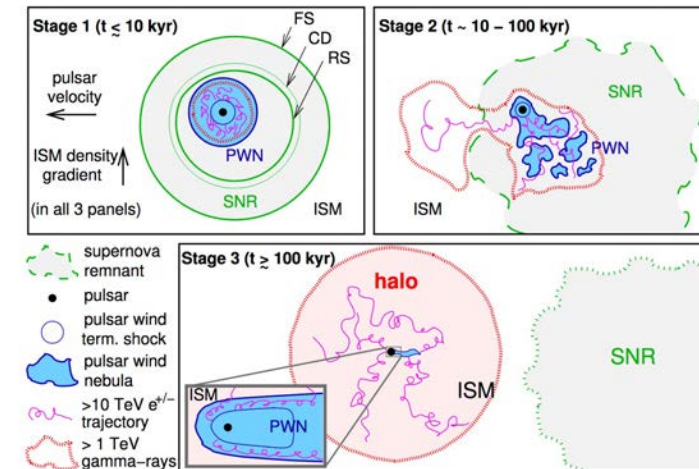 Stage 1 (t ≲ 10 kyr)
FS
CD
RS
pulsar
velocity
ISM density
gradient
(in all 3 panels)
PWN
SNR
ISM
Stage 2 (t ~ 10 – 100 kyr)
SNR
PWN
ISM
supernova
remnant
pulsar
pulsar wind
term. shock
pulsar wind
nebula
>10 TeV e+/-
trajectory
> 1 TeV
gamma-rays
Stage 3 (t ≳ 100 kyr)
halo
ISM
SNR
ISM
PWN